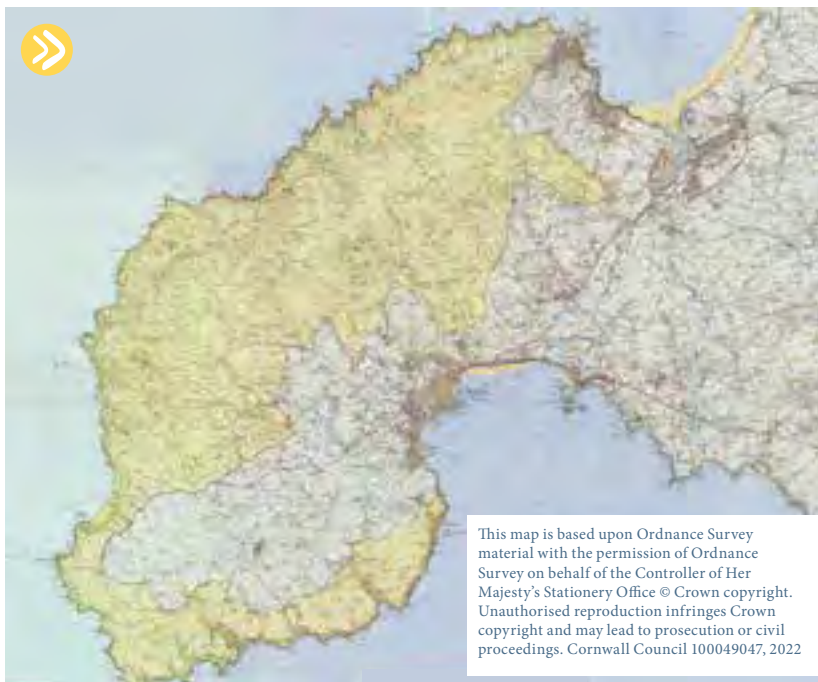 This map is based upon Ordnance Survey
material with the permission of Ordnance
Survey on behalf of the Controller of Her
Majesty's Stationery Office © Crown copyright.
Unauthorised reproduction infringes Crown
copyright and may lead to prosecution or civil
proceedings. Cornwall Council 100049047, 2022